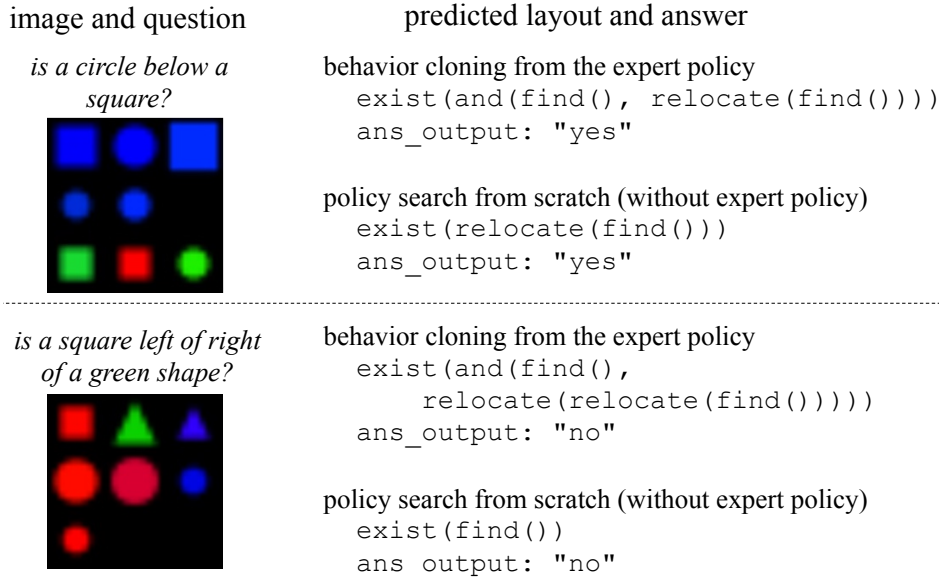 image and question
predicted layout and answer
is a circle below a
square?
behavior cloning from the expert policy
exist(and(find(), relocate(find())))
ans_output: "yes"
policy search from scratch (without expert policy)
exist(relocate(find()))
ans_output: "yes"
is a square left of right
of a green shape?
behavior cloning from the expert policy
exist(and(find(),
relocate(relocate(find()))))
ans_output: "no"
policy search from scratch (without expert policy)
exist(find())
ans output: "no"